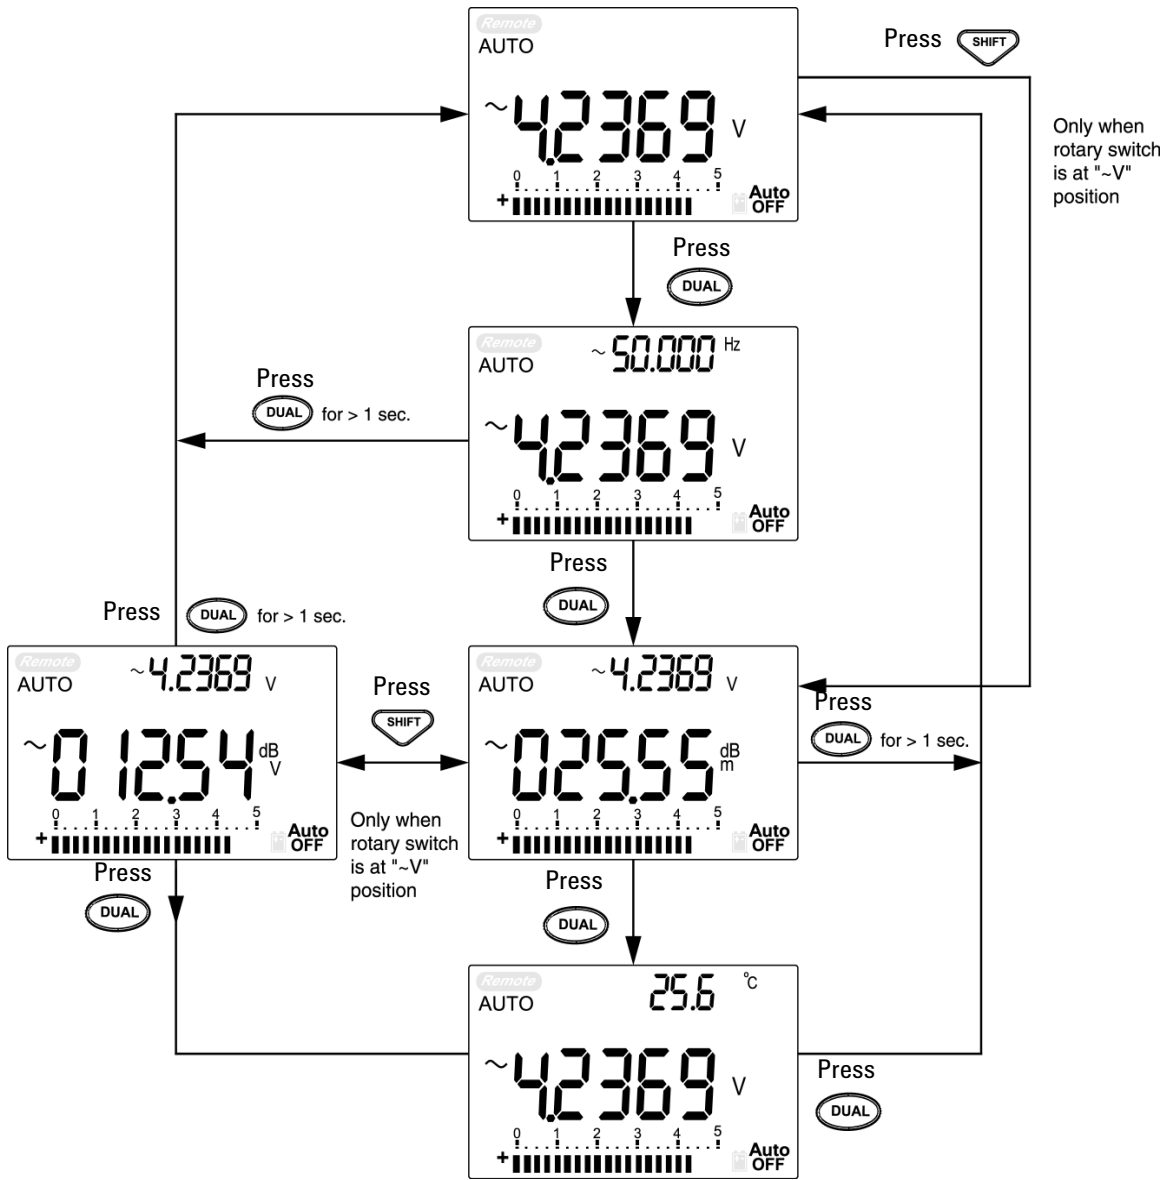 Remote
AUTO
~4.2369 V
0 1 2 3 4 5
+
Auto
OFF
Press SHIFT
Only when
rotary switch
is at "~V"
position
Press
DUAL
Remote
AUTO
~50.000 Hz
~4.2369 V
0 1 2 3 4 5
+
Auto
OFF
Press
DUAL for > 1 sec.
Press
DUAL
Press DUAL for > 1 sec.
Remote
AUTO
~4.2369 V
~012.54 dB
V
0 1 2 3 4 5
+
Auto
OFF
Press
SHIFT
Only when
rotary switch
is at "~V"
position
Remote
AUTO
~4.2369 V
~025.55 dB
m
0 1 2 3 4 5
+
Auto
OFF
Press
DUAL for > 1 sec.
Press
DUAL
Press
DUAL
Remote
AUTO
25.6 °C
~4.2369 V
0 1 2 3 4 5
+
Auto
OFF
Press
DUAL